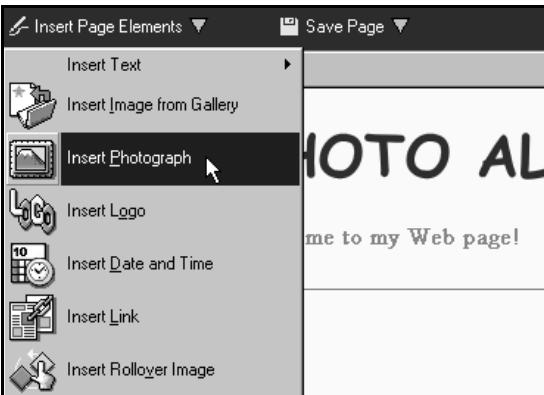 Insert Page Elements Save Page
Insert Text
Insert Image from Gallery
Insert Photograph
HOTO AL
Insert Logo
me to my Web page!
10
Insert Date and Time
Insert Link
Insert Rollover Image